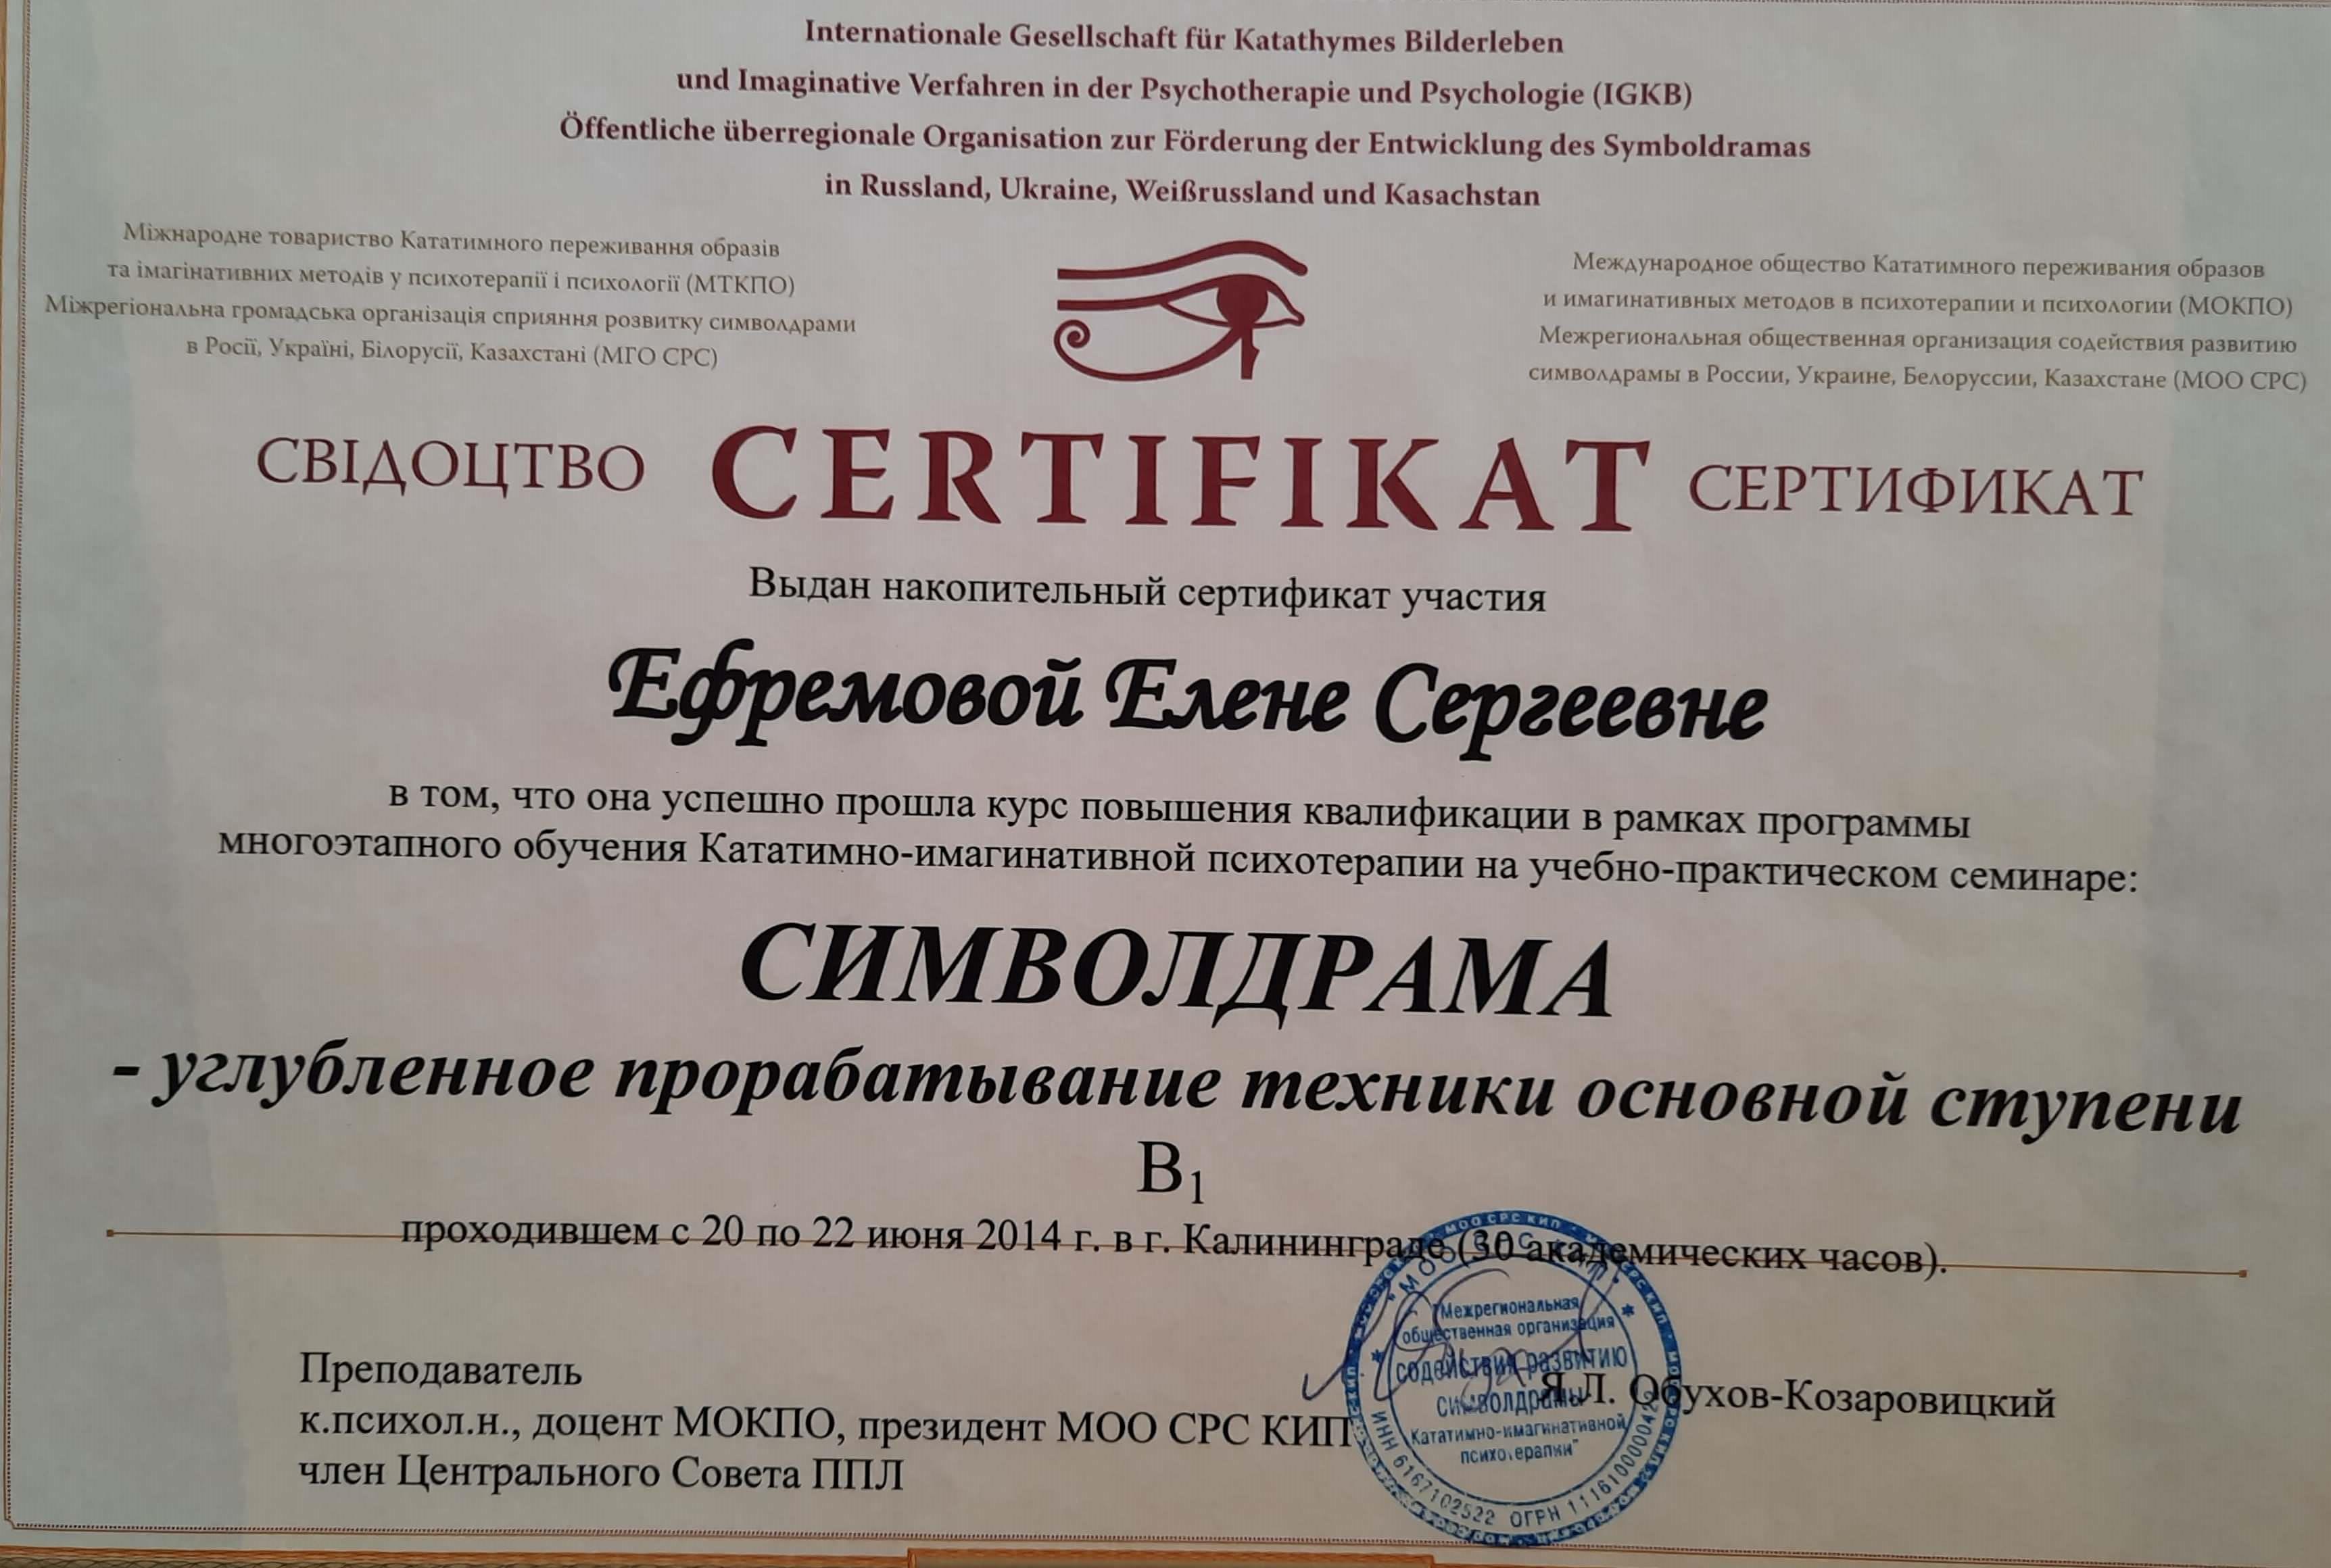 Internationale Gesellschaft für Katathymes Bilderleben
und Imaginative Verfahren in der Psychotherapie und Psychologie (IGKB)
Öffentliche überregionale Organisation zur Förderung der Entwicklung des Symboldramas
in Russland, Ukraine, Weißrussland und Kasachstan
Міжнародне товариство Кататимного переживання образів
та імагінативних методів у психотерапії і психології (МТКПО)
Міжрегіональна громадська організація сприяння розвитку символдрами
в Росії, Україні, Білорусії, Казахстані (МГО СРС)
Международное общество Кататимного переживания образов
и имагинативных методов в психотерапии и психологии (МОКПО)
Межрегиональная общественная организация содействия развитию
символдрамы в России, Украине, Белоруссии, Казахстане (МОО СРС)
СВІДОЦТВО CERTIFIKAT СЕРТИФИКАТ
Выдан накопительный сертификат участия
Ефремовой Елене Сергеевне
в том, что она успешно прошла курс повышения квалификации в рамках программы
многоэтапного обучения Кататимно-имагинативной психотерапии на учебно-практическом семинаре:
СИМВОЛДРАМА
- углубленное прорабатывание техники основной ступени
B1
проходившем с 20 по 22 июня 2014 г. в г. Калининграде (30 академических часов).
Преподаватель
к.психол.н., доцент МОКПО, президент МОО СРС КИП
член Центрального Совета ППЛ
Я.Л. Обухов-Козаровицкий
Межрегиональная
общественная организация
содействия развитию
символдрамы
Кататимно-имагинативной
психотерапии"
ИНН 6167102522 ОГРН